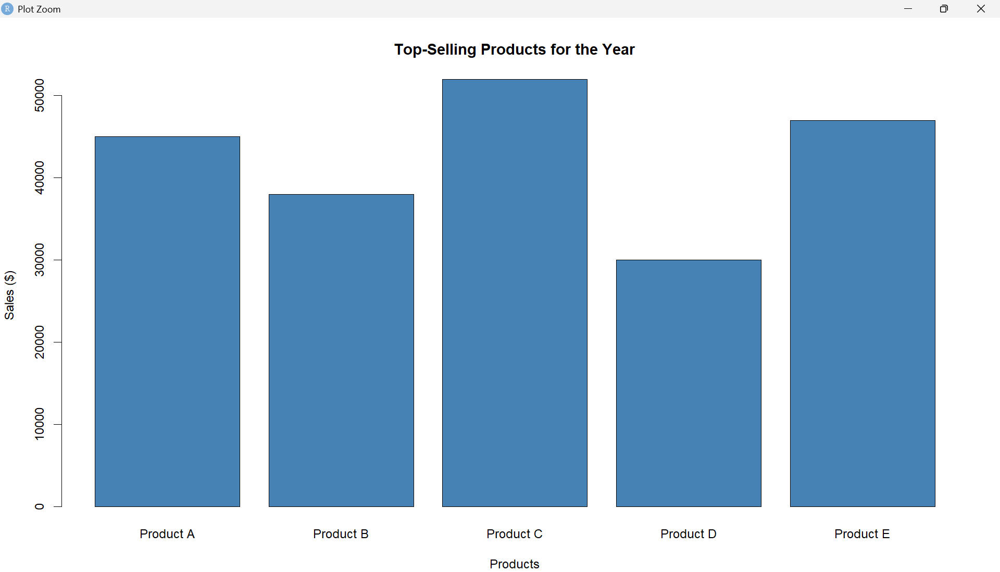 R Plot Zoom
Top-Selling Products for the Year
Sales ($)
50000
40000
30000
20000
10000
0
Product A Product B Product C Product D Product E
Products